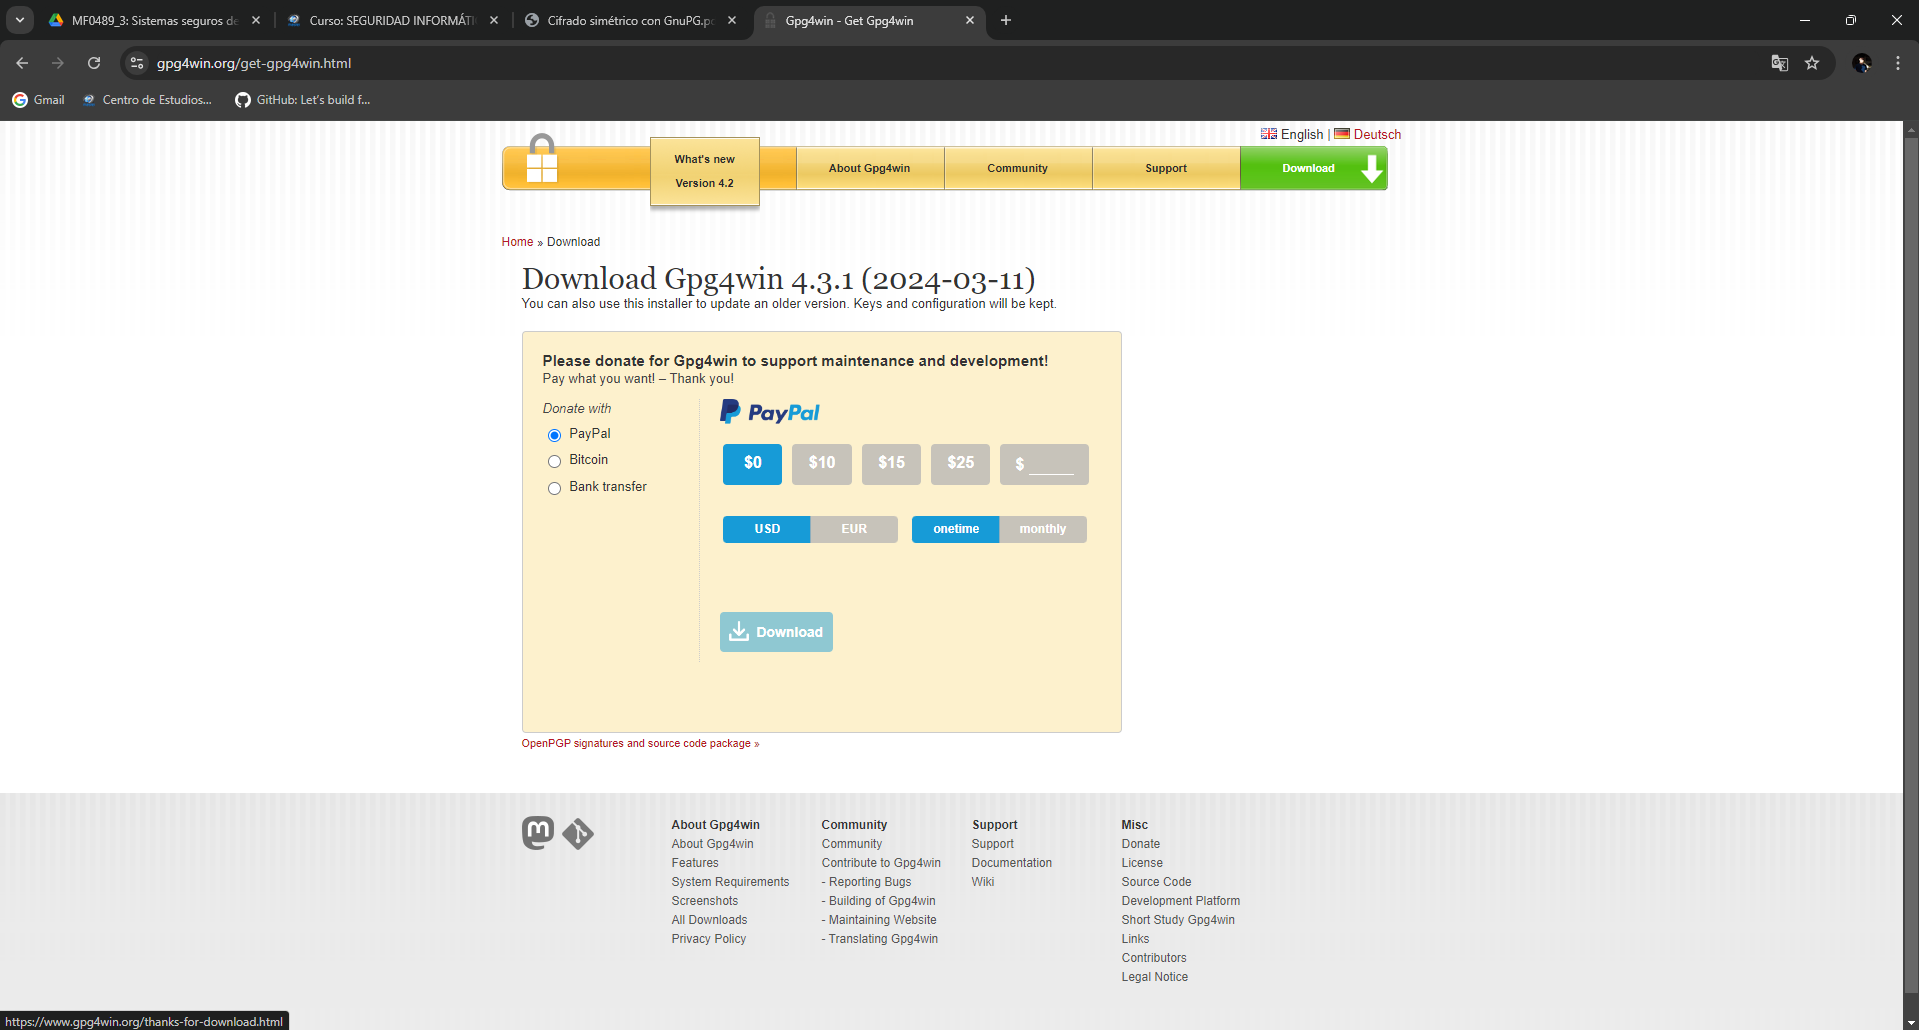 MF0489_3: Sistemas seguros de
Curso: SEGURIDAD INFORMÁTI
Cifrado simétrico con GnuPG.pd
Gpg4win - Get Gpg4win
gpg4win.org/get-gpg4win.html
Gmail
Centro de Estudios...
GitHub: Let's build f...
English | Deutsch
What's new
Version 4.2
About Gpg4win
Community
Support
Download
Home » Download
Download Gpg4win 4.3.1 (2024-03-11)
You can also use this installer to update an older version. Keys and configuration will be kept.
Please donate for Gpg4win to support maintenance and development!
Pay what you want! – Thank you!
Donate with
PayPal
Bitcoin
Bank transfer
PayPal
$0
$10
$15
$25
$ ______
USD
EUR
onetime
monthly
Download
OpenPGP signatures and source code package »
About Gpg4win
About Gpg4win
Features
System Requirements
Screenshots
All Downloads
Privacy Policy
Community
Community
Contribute to Gpg4win
- Reporting Bugs
- Building of Gpg4win
- Maintaining Website
- Translating Gpg4win
Support
Support
Documentation
Wiki
Misc
Donate
License
Source Code
Development Platform
Short Study Gpg4win
Links
Contributors
Legal Notice
https://www.gpg4win.org/thanks-for-download.html